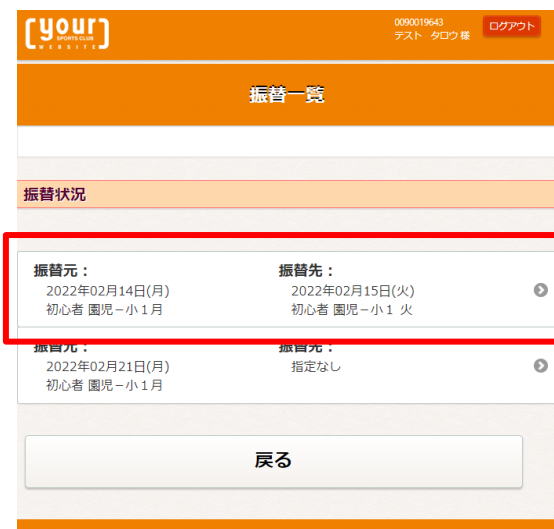 your
SPORTS CLUB
WEBSITE
0090019643
テスト　タロウ 様
ログアウト
振替一覧
振替状況
振替元：
2022年02月14日(月)
初心者 園児－小１月
振替先：
2022年02月15日(火)
初心者 園児－小１ 火
振替元：
2022年02月21日(月)
初心者 園児－小１月
振替先：
指定なし
戻る